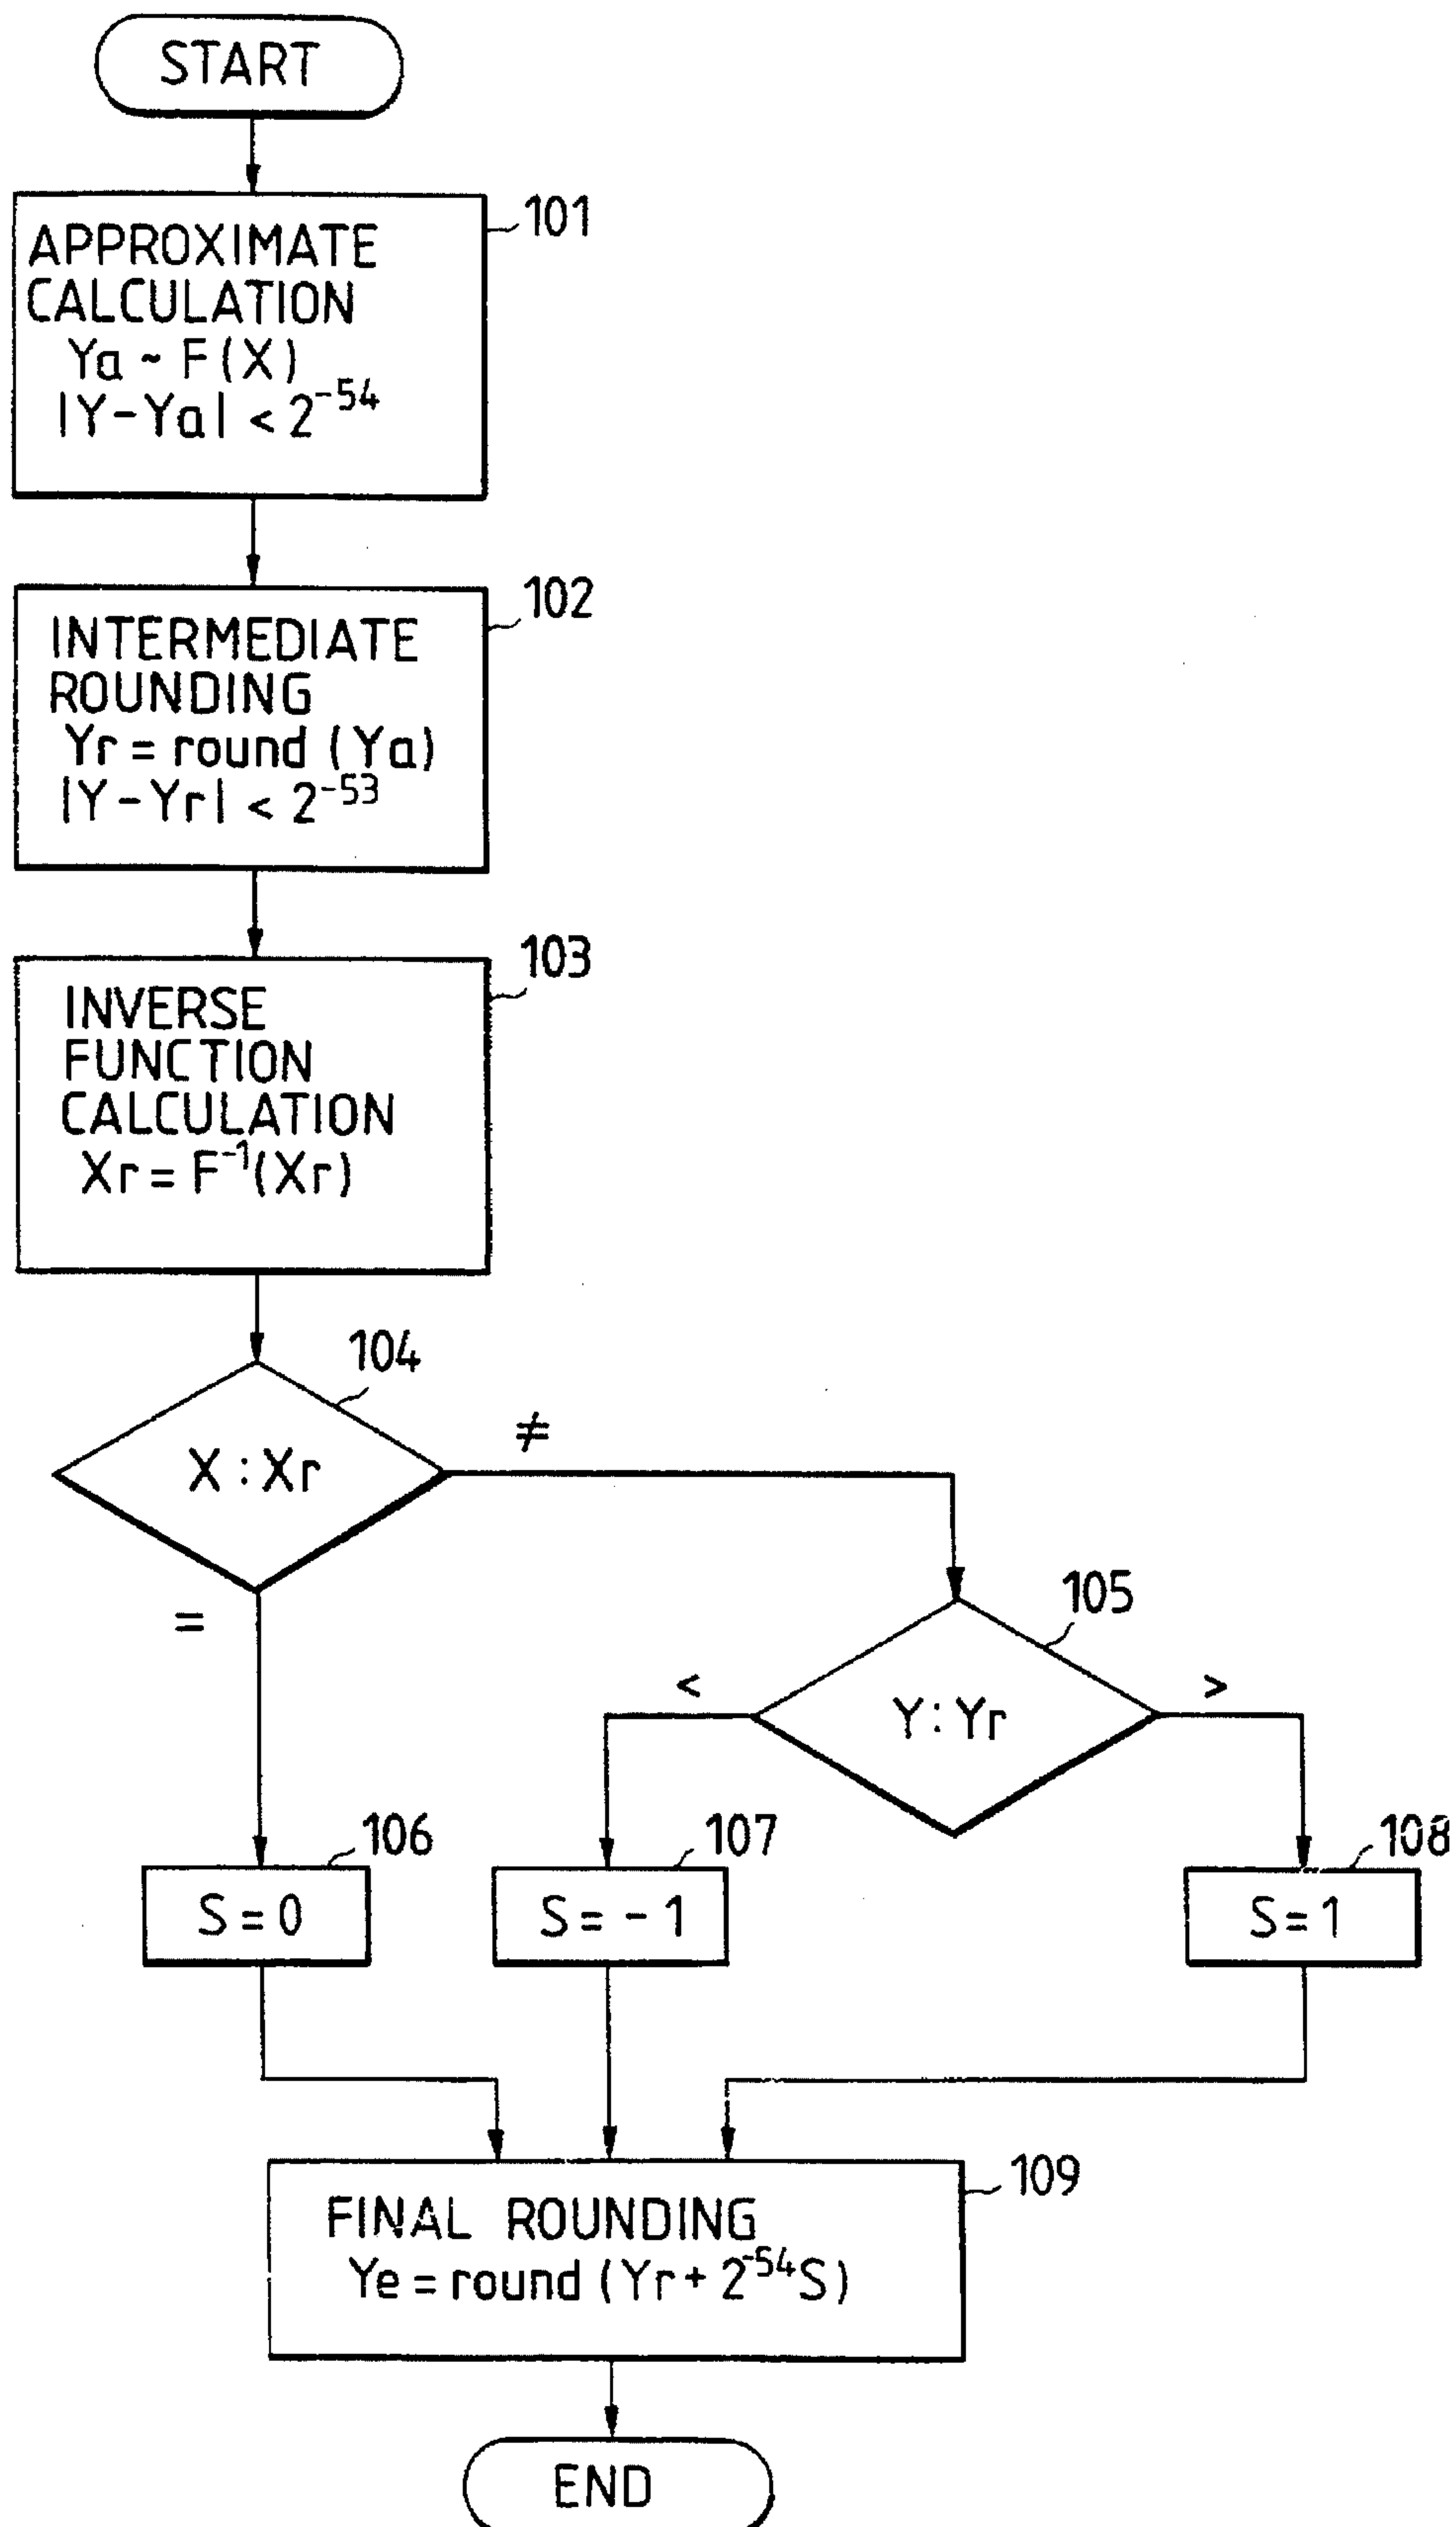 START
101
APPROXIMATE
CALCULATION
Ya ~ F(X)
|Y-Ya| < 2^-54
102
INTERMEDIATE
ROUNDING
Yr = round (Ya)
|Y-Yr| < 2^-53
103
INVERSE
FUNCTION
CALCULATION
Xr = F^-1(Xr)
104
X : Xr
≠
=
105
Y : Yr
<
>
106
S = 0
107
S = -1
108
S = 1
109
FINAL ROUNDING
Ye = round (Yr + 2^-54S)
END